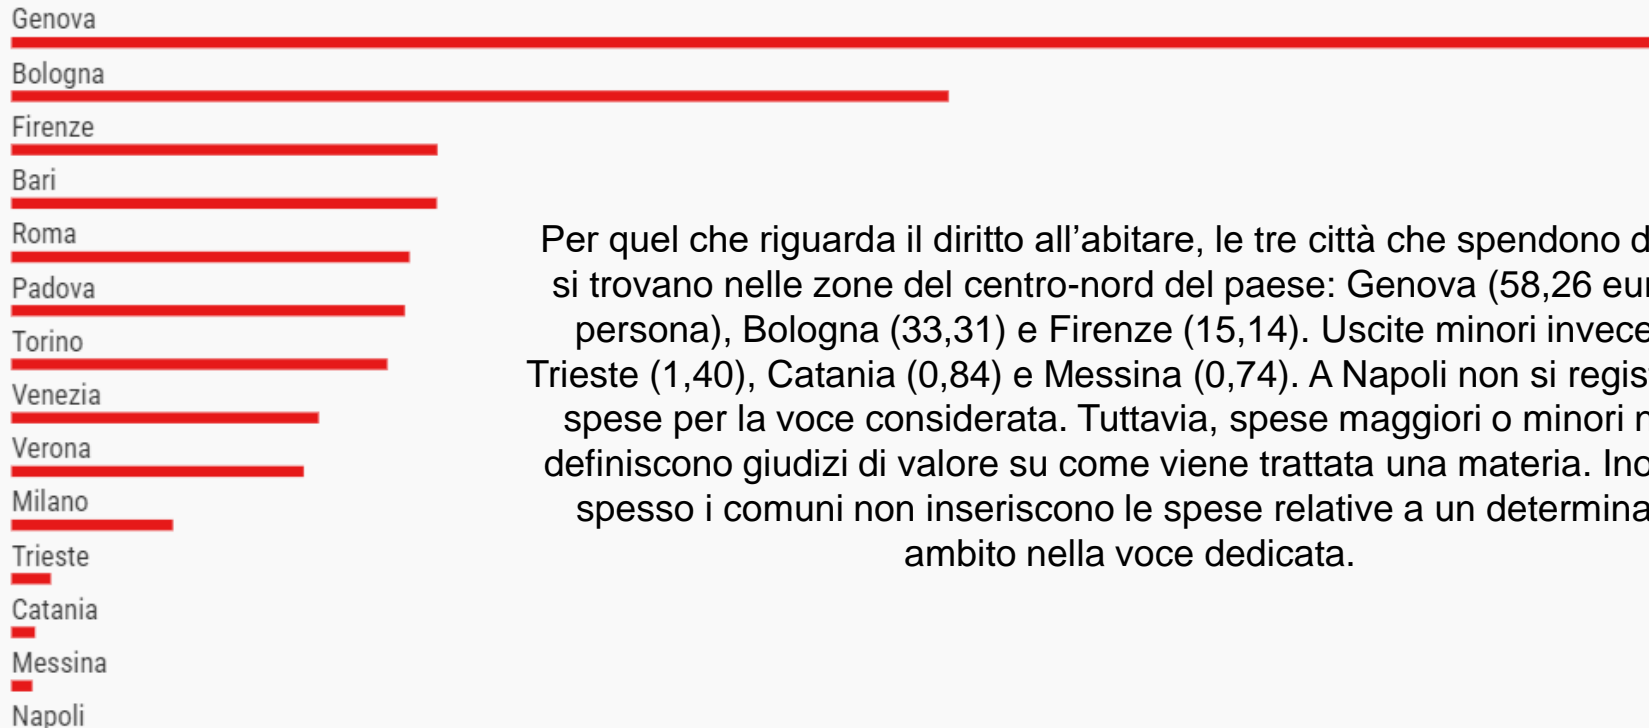 Genova
Bologna
Firenze
Bari
Roma
Padova
Torino
Venezia
Verona
Milano
Trieste
Catania
Messina
Napoli
Per quel che riguarda il diritto all’abitare, le tre città che spendono
si trovano nelle zone del centro-nord del paese: Genova (58,26
persona), Bologna (33,31) e Firenze (15,14). Uscite minori invece
Trieste (1,40), Catania (0,84) e Messina (0,74). A Napoli non si
spese per la voce considerata. Tuttavia, spese maggiori o minori
definiscono giudizi di valore su come viene trattata una materia.
spesso i comuni non inseriscono le spese relative a un
ambito nella voce dedicata.